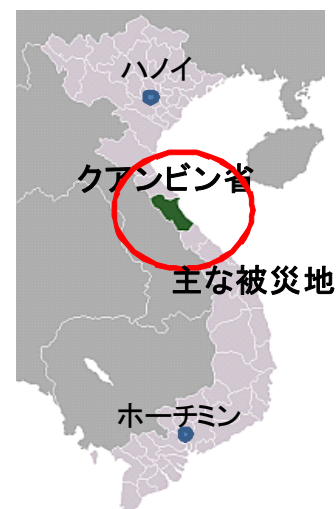 ハノイ
クアンビン省
主な被災地
ホーチミン